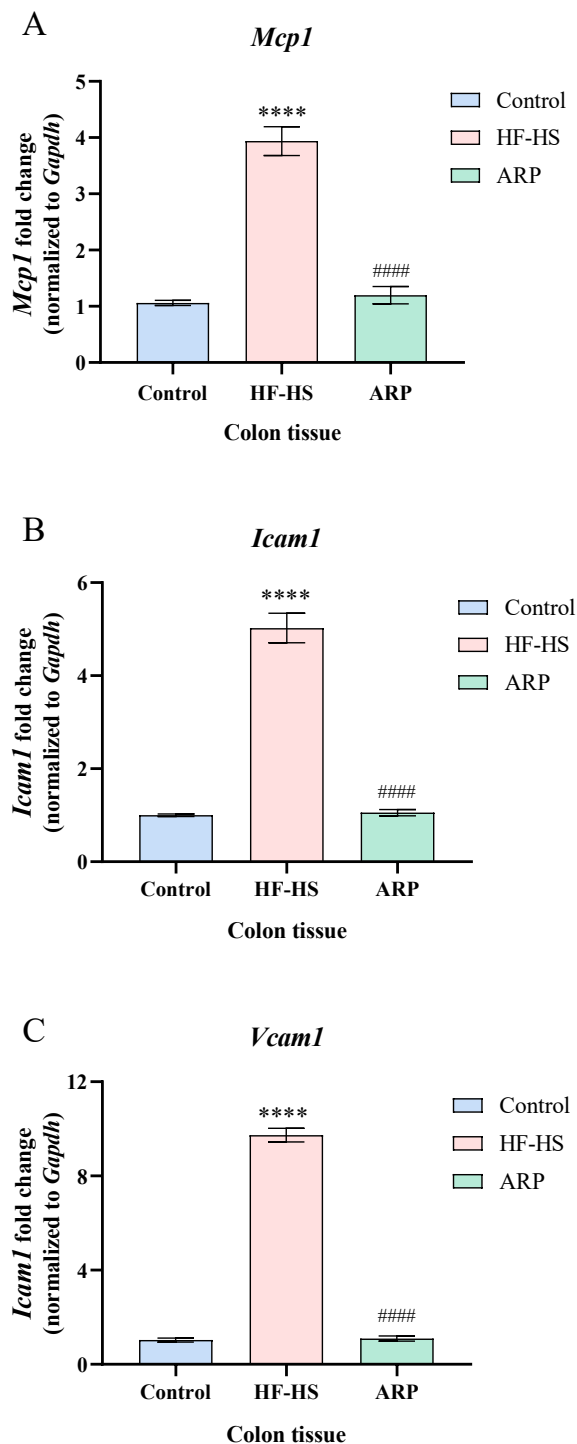 A
Mcp1
Mcp1 fold change
(normalized to Gapdh)
5
4
3
2
1
0
****
####
Control
HF-HS
ARP
Control HF-HS ARP
Colon tissue
B
Icam1
Icam1 fold change
(normalized to Gapdh)
6
4
2
0
****
####
Control
HF-HS
ARP
Control HF-HS ARP
Colon tissue
C
Vcam1
Icam1 fold change
(normalized to Gapdh)
12
9
6
4
0
****
####
Control
HF-HS
ARP
Control HF-HS ARP
Colon tissue